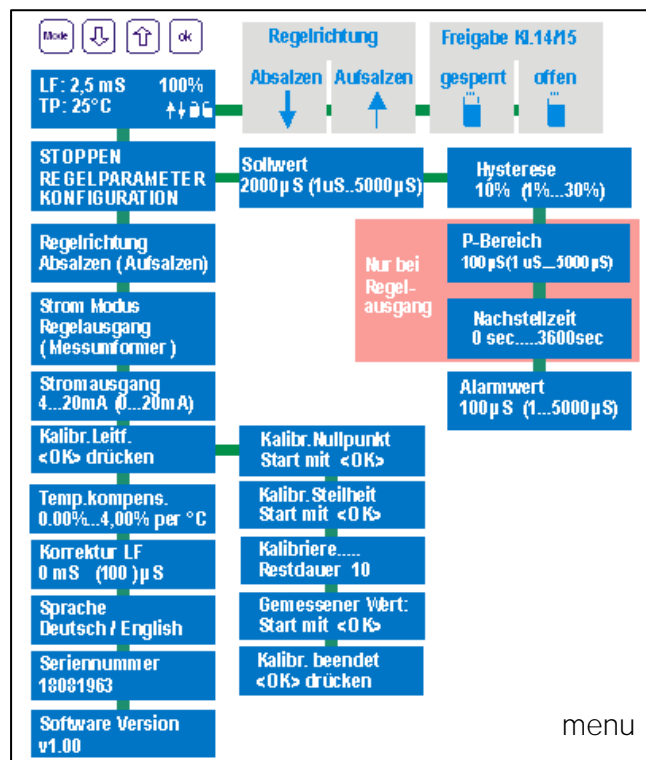 Mode
ok
Regelrichtung
Absalzen Aufsalzen
Freigabe Kl.14/15
gesperrt offen
LF: 2,5 mS 100%
TP: 25°C
STOPPEN
REGELPARAMETER
KONFIGURATION
Sollwert
2000µS (1uS..5000µS)
Hysterese
10% (1%...30%)
Nur bei
Regel-
ausgang
P-Bereich
100µS(1 uS....5000µS)
Nachstellzeit
0 sec.....3600sec
Alarmwert
100µS (1...5000µS)
Regelrichtung
Absalzen (Aufsalzen)
Strom Modus
Regelausgang
(Messumformer)
Stromausgang
4...20mA (0...20mA)
Kalibr.Leitf.
<OK> drücken
Kalibr.Nullpunkt
Start mit <OK>
Kalibr.Steilheit
Start mit <OK>
Kalibriere.....
Restdauer 10
Gemessener Wert:
Start mit <OK>
Kalibr. beendet
<OK> drücken
Temp.kompens.
0.00%...4,00% per °C
Korrektur LF
0 mS (100 )µS
Sprache
Deutsch / English
Seriennummer
18081963
Software Version
v1.00
menu